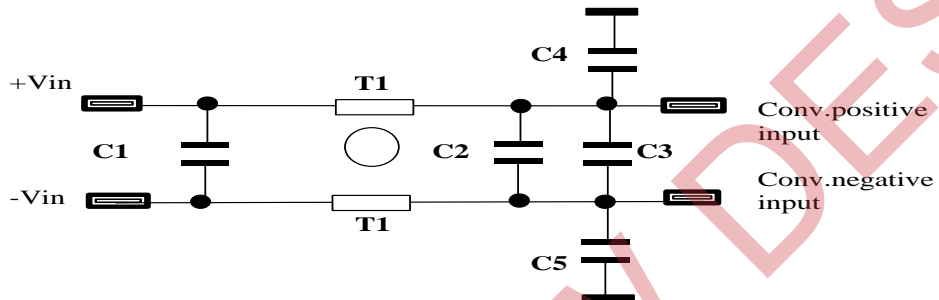 C4
+Vin
T1
Conv.positive
input
C1
C2
C3
Conv.negative
input
-Vin
T1
C5